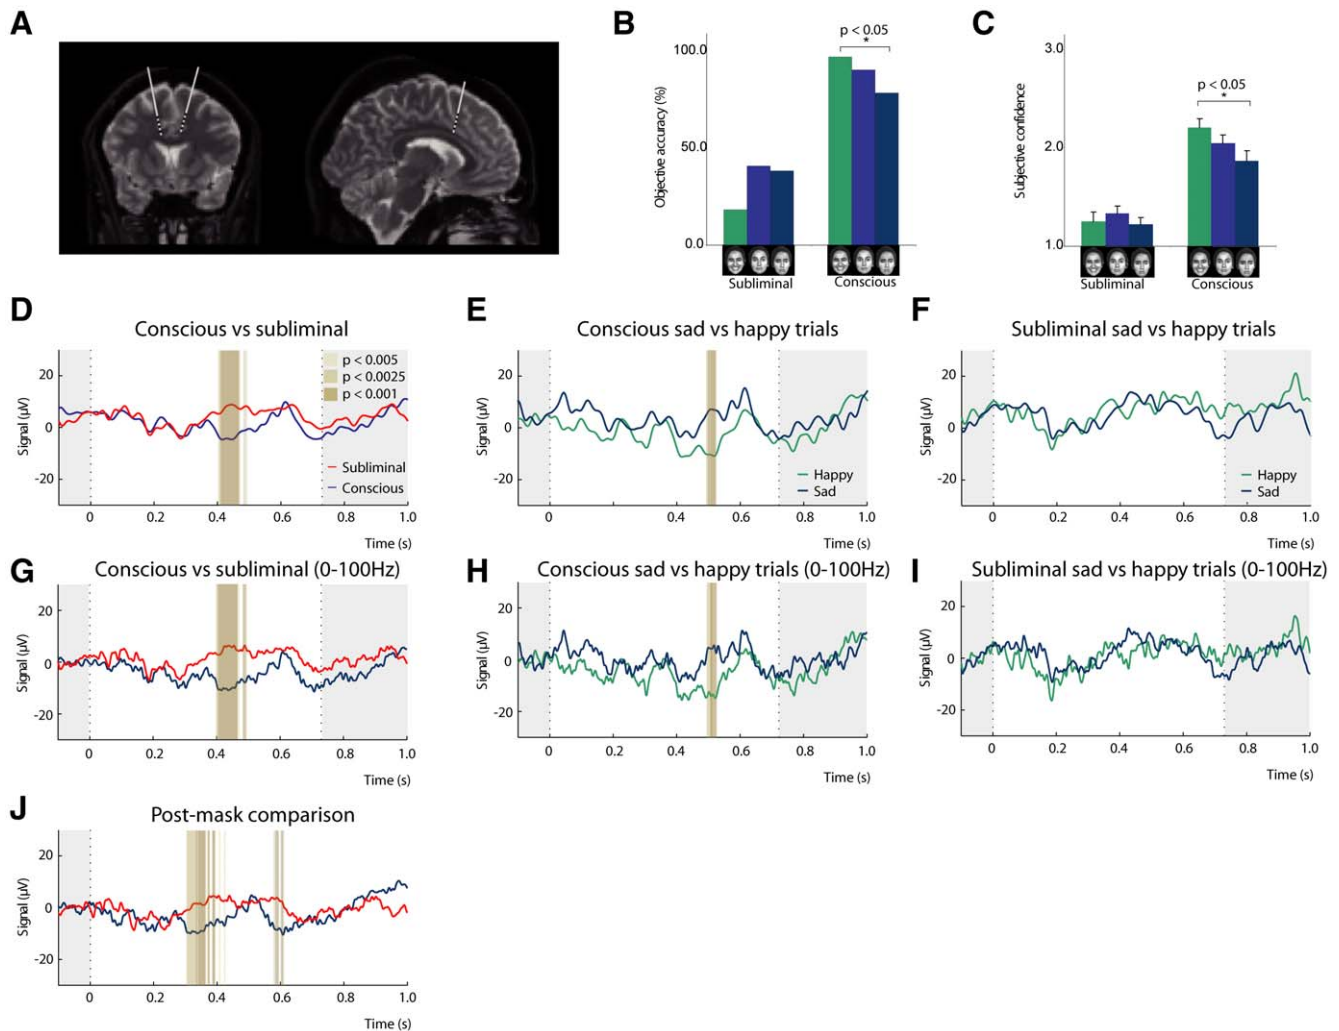 A
B
C
p < 0.05
*
100.0
50.0
0.0
Objective accuracy (%)
Subliminal
Conscious
3.0
2.0
1.0
Subjective confidence
p < 0.05
*
Subliminal
Conscious
D
Conscious vs subliminal
20
0
-20
Signal (µV)
p < 0.005
p < 0.0025
p < 0.001
Subliminal
Conscious
0 0.2 0.4 0.6 0.8 1.0
Time (s)
E
Conscious sad vs happy trials
20
0
-20
Signal (µV)
Happy
Sad
0 0.4 0.6 0.8 1.0
Time (s)
F
Subliminal sad vs happy trials
20
0
-20
Signal (µV)
Happy
Sad
0 0.2 0.4 0.6 0.8 1.0
Time (s)
G
Conscious vs subliminal (0-100Hz)
20
0
-20
Signal (µV)
0 0.2 0.4 0.6 0.8 1.0
Time (s)
H
Conscious sad vs happy trials (0-100Hz)
20
0
-20
Signal (µV)
0 0.2 0.4 0.6 0.8 1.0
Time (s)
I
Subliminal sad vs happy trials (0-100Hz)
20
0
-20
Signal (µV)
0 0.2 0.4 0.6 0.8 1.0
Time (s)
J
Post-mask comparison
20
0
-20
Signal (µV)
0 0.2 0.4 0.6 0.8 1.0
Time (s)